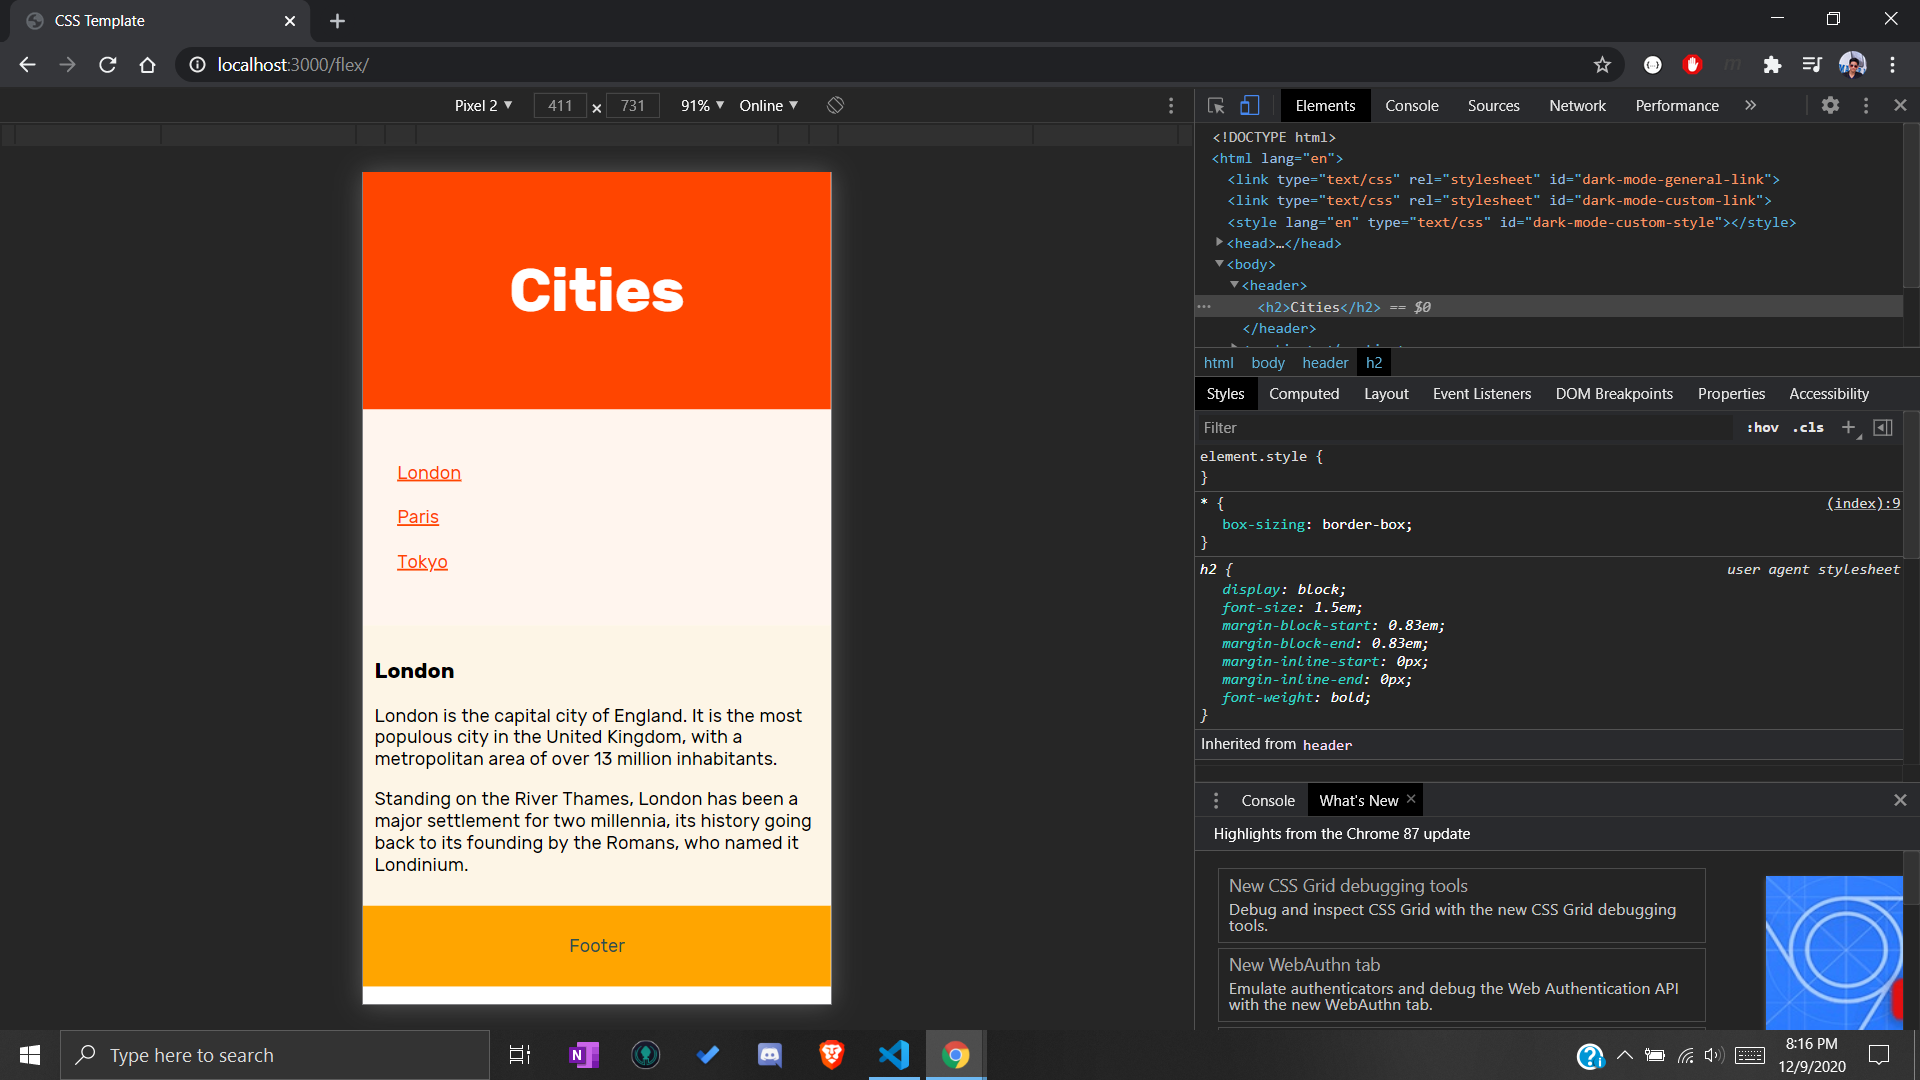 CSS Template
localhost:3000/flex/
Pixel 2 ▼ 411 × 731 91% ▼ Online ▼
Cities
London
Paris
Tokyo
London
London is the capital city of England. It is the most
populous city in the United Kingdom, with a
metropolitan area of over 13 million inhabitants.
Standing on the River Thames, London has been a
major settlement for two millennia, its history going
back to its founding by the Romans, who named it
Londinium.
Footer
Elements Console Sources Network Performance »
<!DOCTYPE html>
<html lang="en">
<link type="text/css" rel="stylesheet" id="dark-mode-general-link">
<link type="text/css" rel="stylesheet" id="dark-mode-custom-link">
<style lang="en" type="text/css" id="dark-mode-custom-style"></style>
<head>…</head>
<body>
<header>
<h2>Cities</h2> == $0
</header>
html body header h2
Styles Computed Layout Event Listeners DOM Breakpoints Properties Accessibility
Filter :hov .cls +
element.style {
}
* { (index):9
box-sizing: border-box;
}
h2 { user agent stylesheet
display: block;
font-size: 1.5em;
margin-block-start: 0.83em;
margin-block-end: 0.83em;
margin-inline-start: 0px;
margin-inline-end: 0px;
font-weight: bold;
}
Inherited from header
Console What's New
Highlights from the Chrome 87 update
New CSS Grid debugging tools
Debug and inspect CSS Grid with the new CSS Grid debugging
tools.
New WebAuthn tab
Emulate authenticators and debug the Web Authentication API
with the new WebAuthn tab.
Type here to search
8:16 PM
12/9/2020